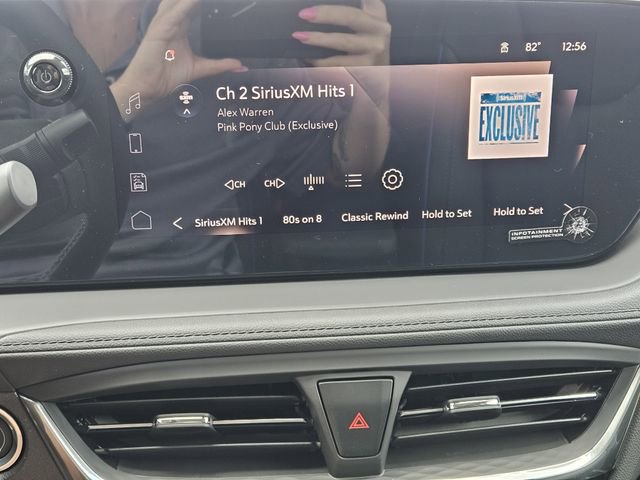 82° 12:56
Ch 2 SiriusXM Hits 1
Alex Warren
Pink Pony Club (Exclusive)
SiriusXM
EXCLUSIVE
CH CH
SiriusXM Hits 1 80s on 8 Classic Rewind Hold to Set Hold to Set
INFOTAINMENT
SCREEN PROTECTION